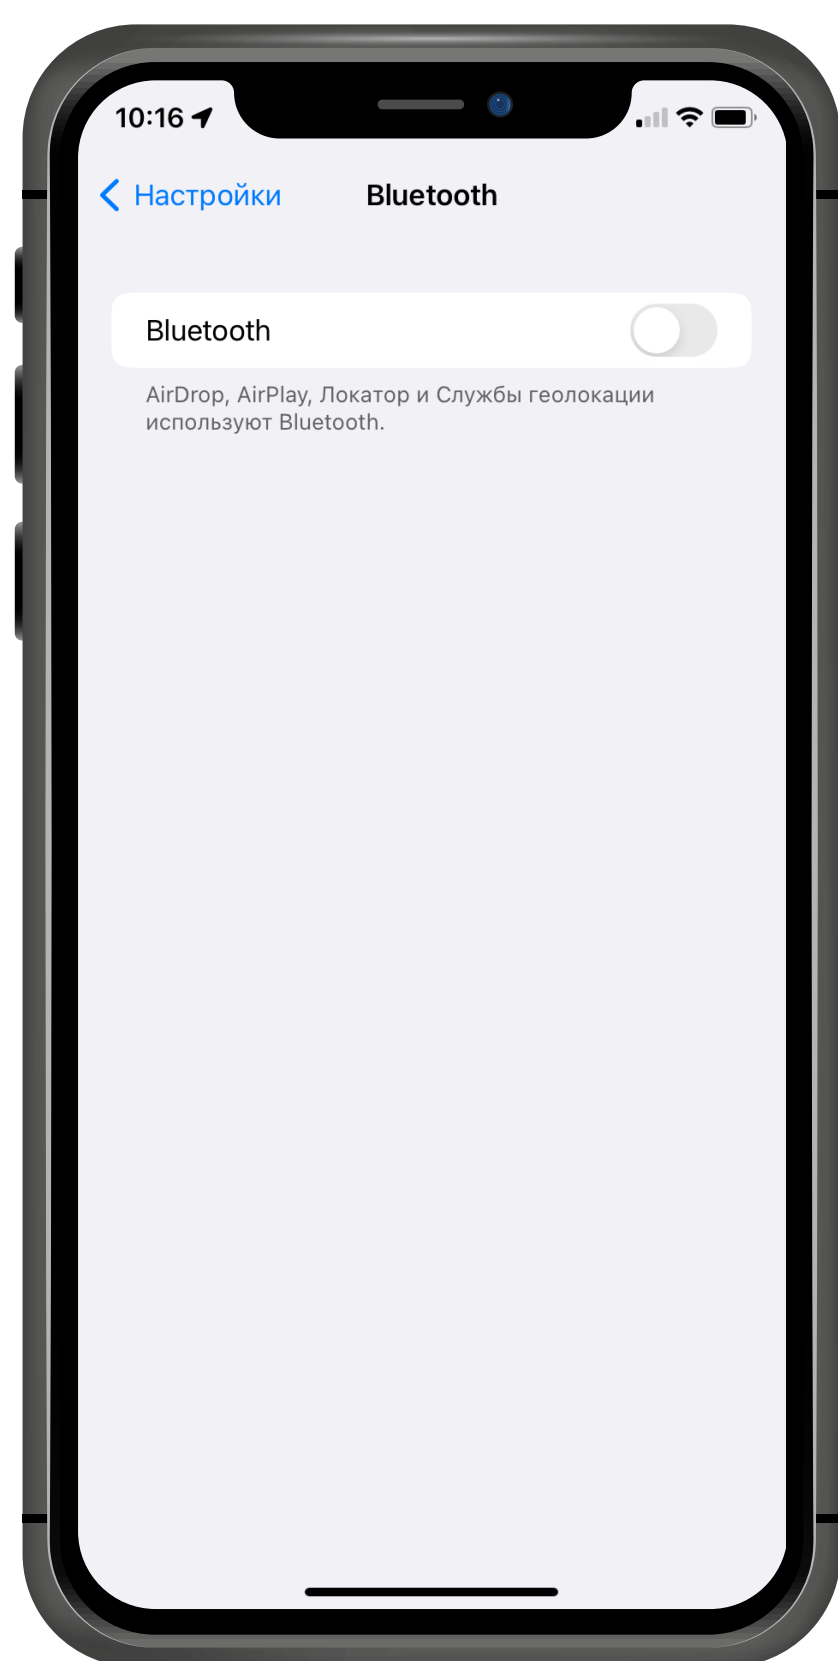 10:16
Настройки
Bluetooth
Bluetooth
AirDrop, AirPlay, Локатор и Службы геолокации
используют Bluetooth.